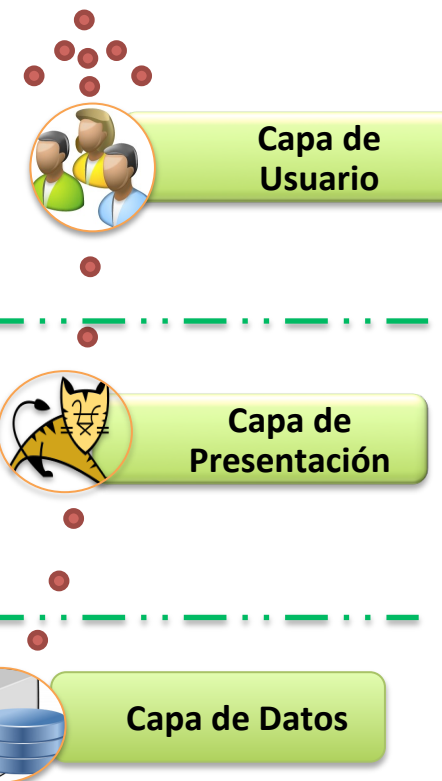 Capa de
Usuario
Capa de
Presentación
Capa de Datos